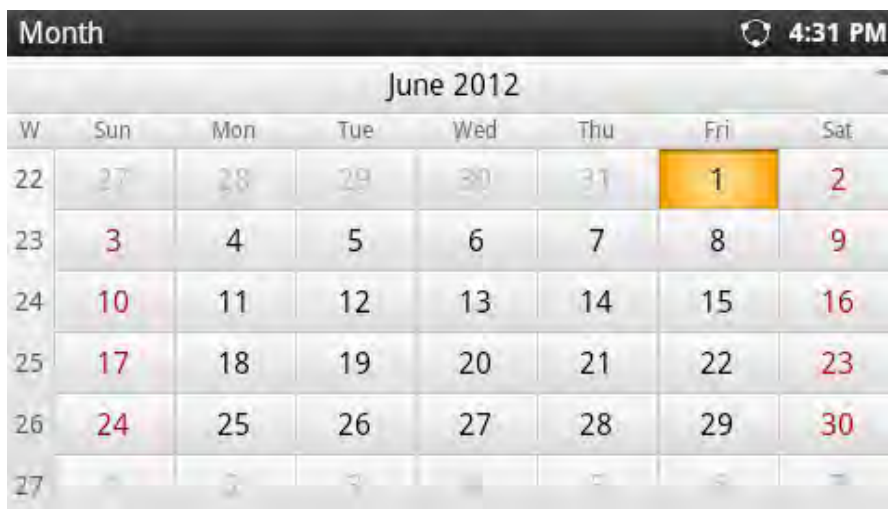 Month 4:31 PM
June 2012
W Sun Mon Tue Wed Thu Fri Sat
22 27 28 29 30 31 1 2
23 3 4 5 6 7 8 9
24 10 11 12 13 14 15 16
25 17 18 19 20 21 22 23
26 24 25 26 27 28 29 30
27